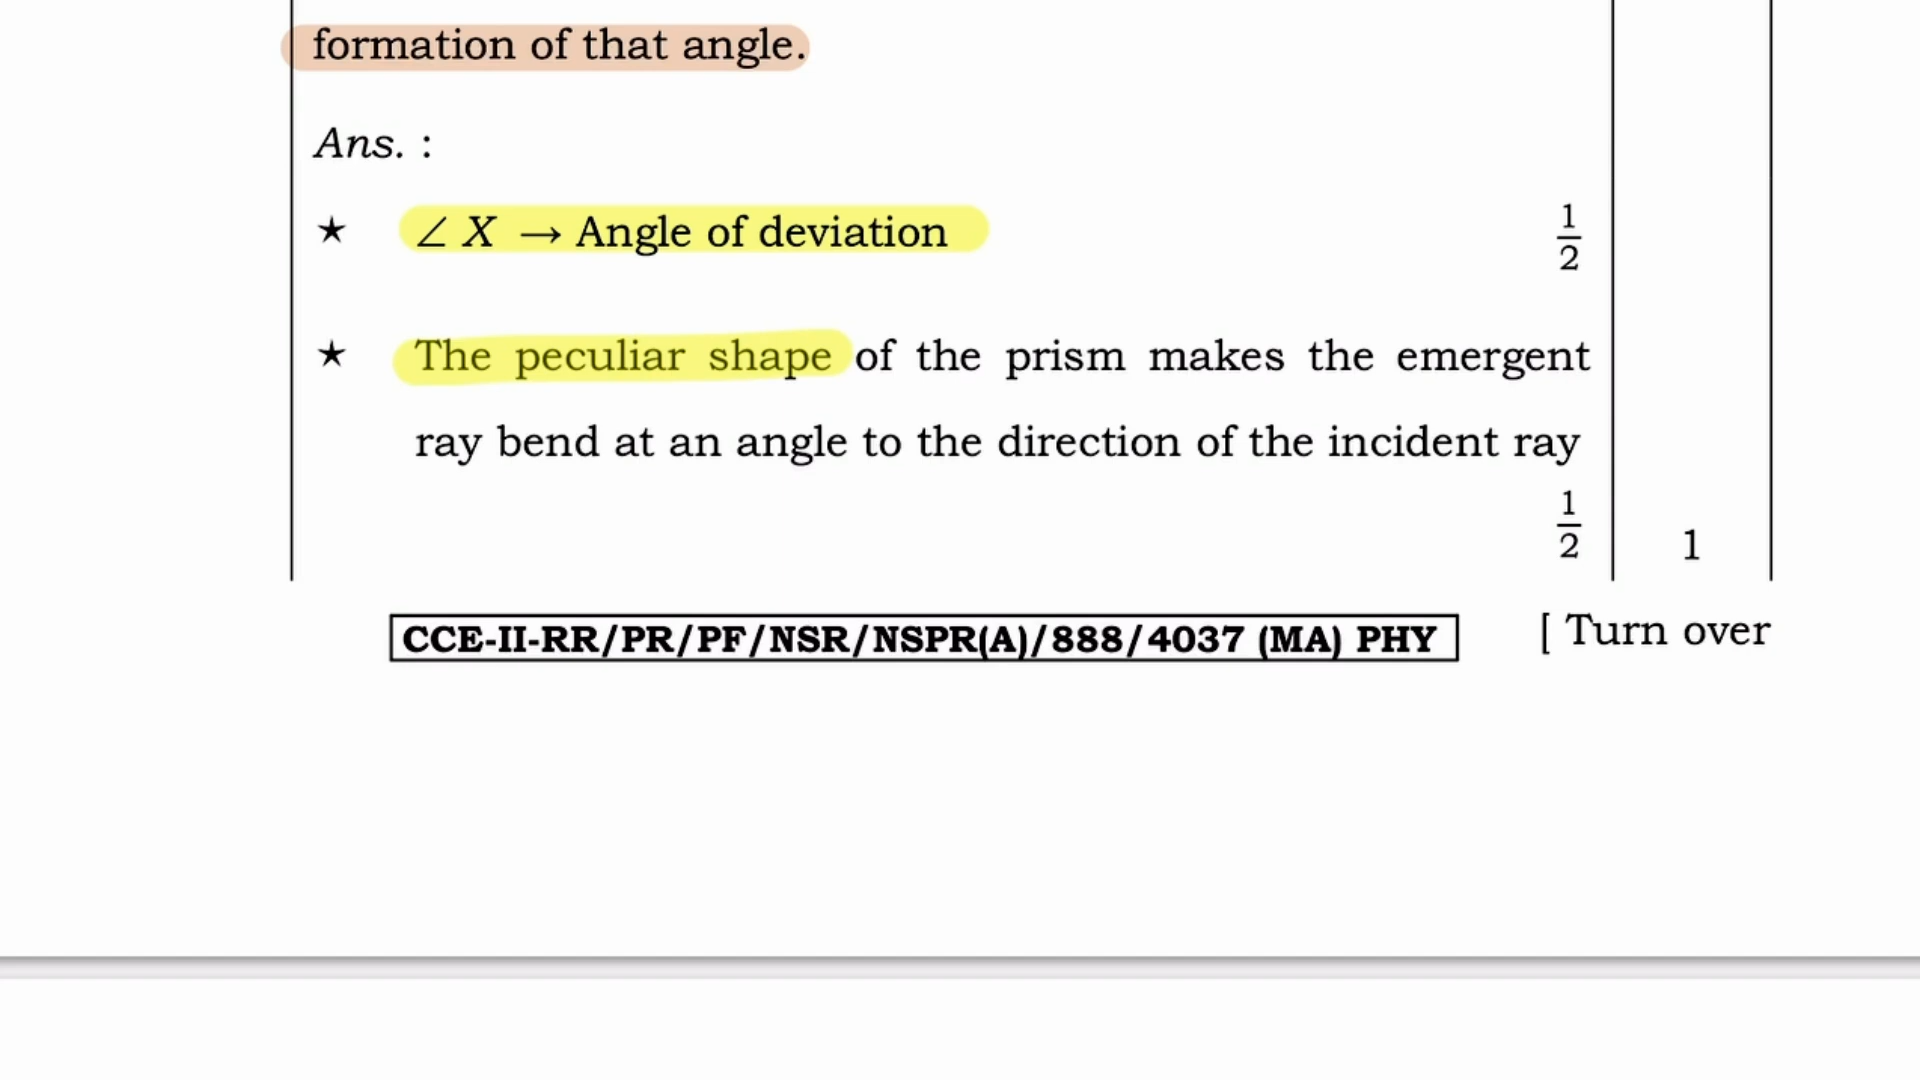 formation of that angle.
Ans. :
★ ∠ X → Angle of deviation 1/2
★ The peculiar shape of the prism makes the emergent
ray bend at an angle to the direction of the incident ray
1/2 1
CCE-II-RR/PR/PF/NSR/NSPR(A)/888/4037 (MA) PHY [ Turn over